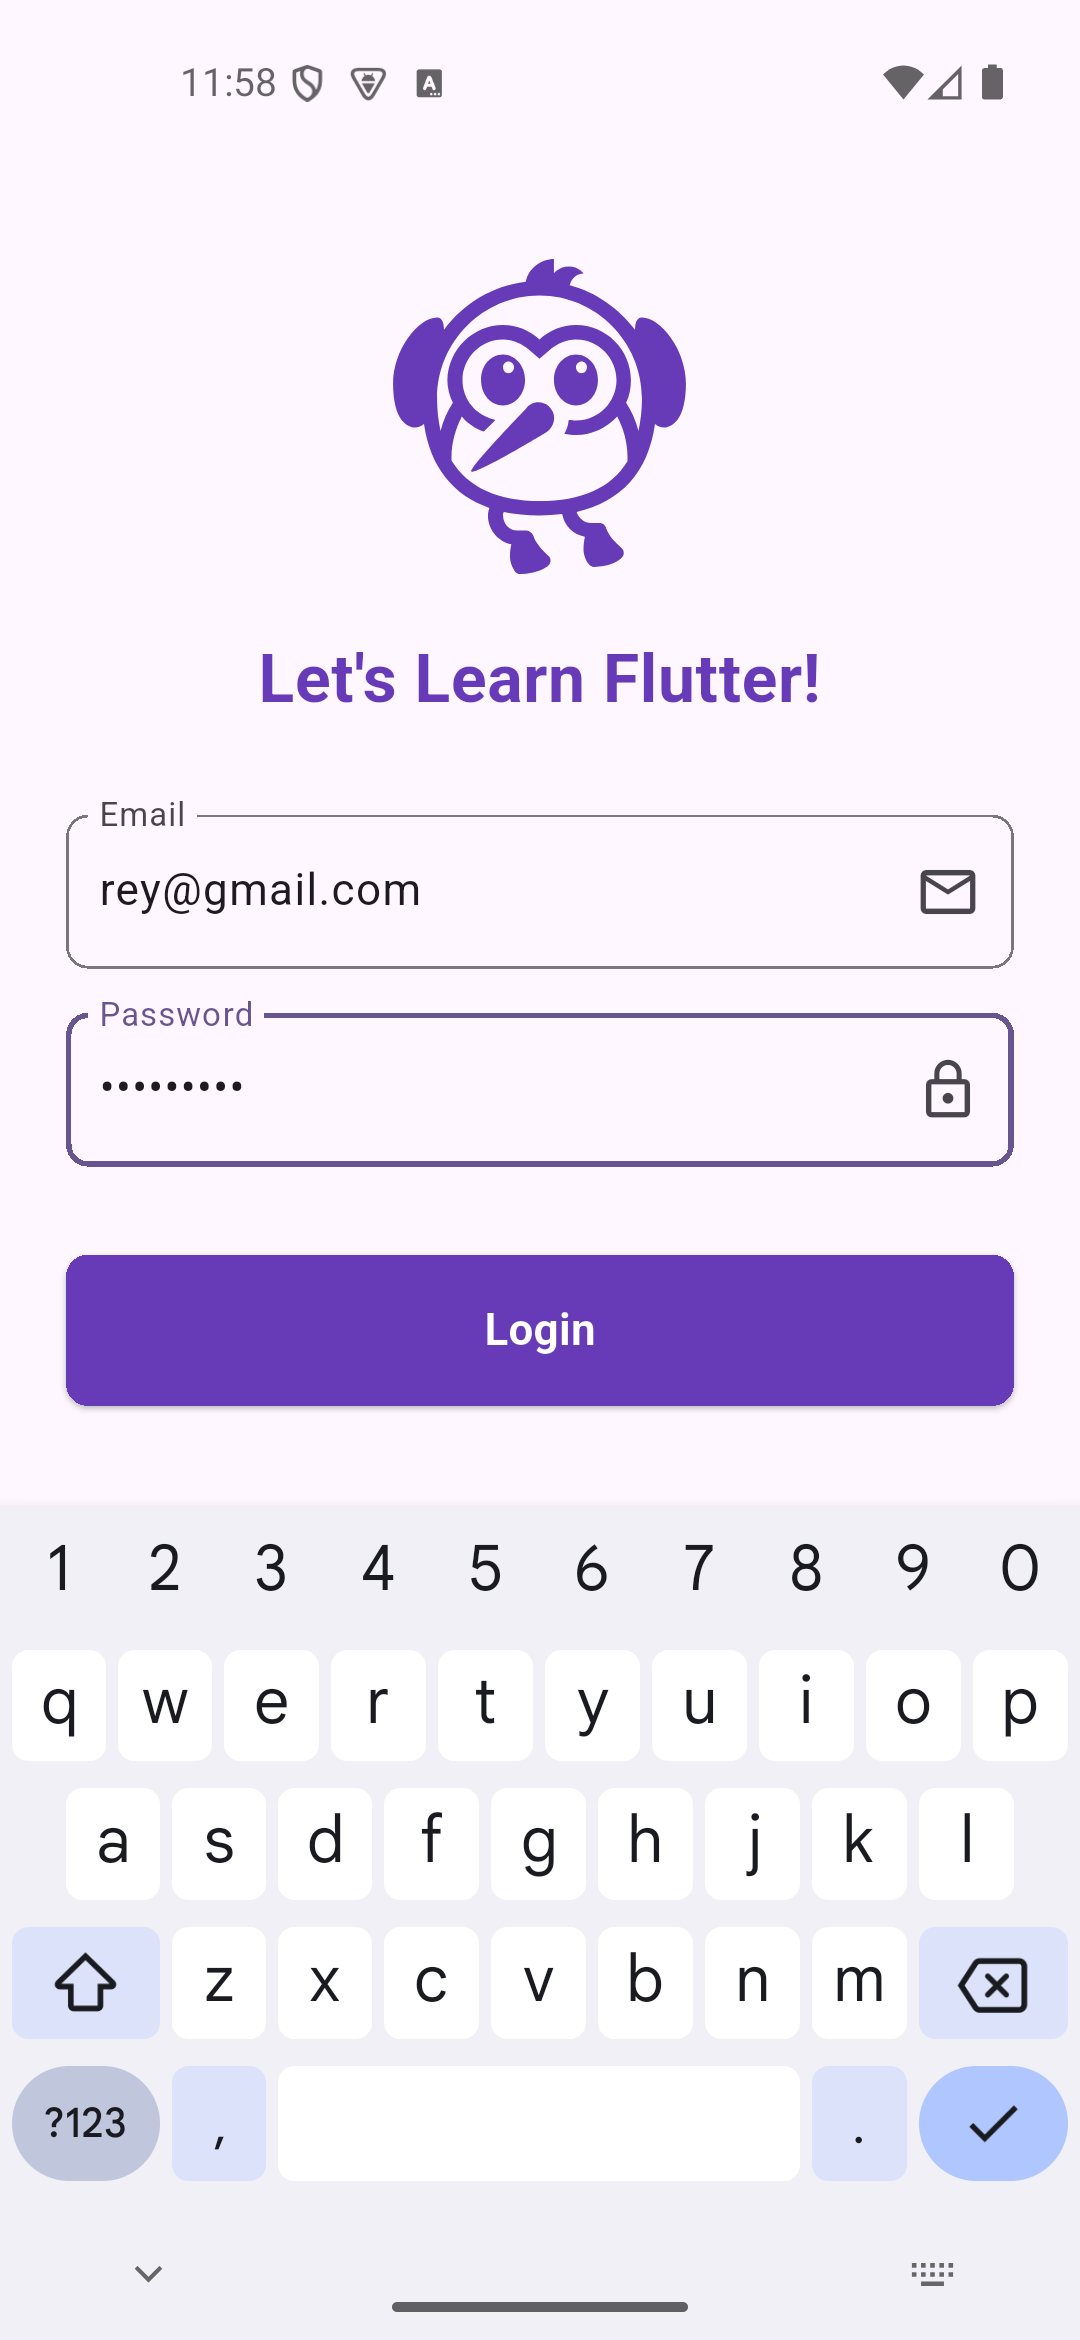 11:58
Let's Learn Flutter!
Email
rey@gmail.com
Password
•••••••••
Login
1 2 3 4 5 6 7 8 9 0
q w e r t y u i o p
a s d f g h j k l
z x c v b n m
?123 , .